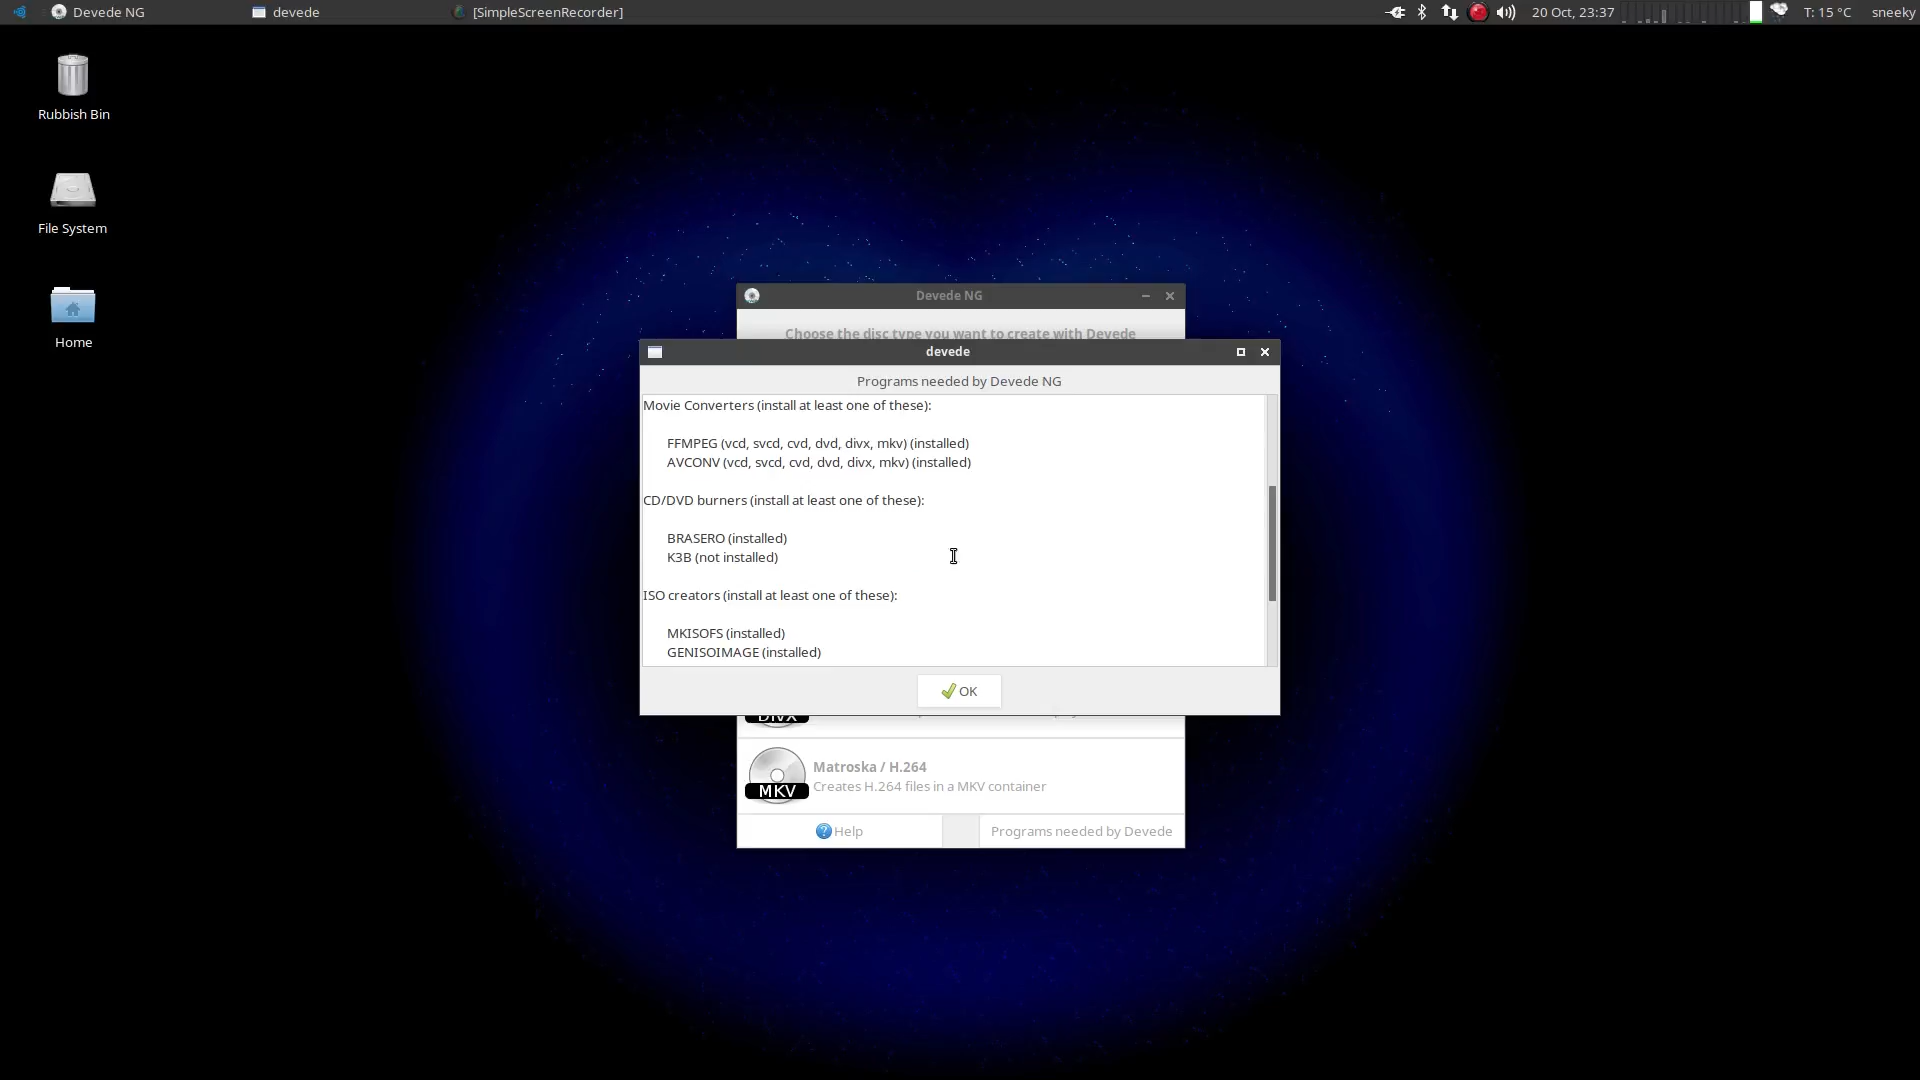 Devede NG
devede
[SimpleScreenRecorder]
20 Oct, 23:37
T: 15 °C
sneeky
Rubbish Bin
File System
Home
Devede NG
Choose the disc type you want to create with Devede
devede
Programs needed by Devede NG
Movie Converters (install at least one of these):
FFMPEG (vcd, svcd, cvd, dvd, divx, mkv) (installed)
AVCONV (vcd, svcd, cvd, dvd, divx, mkv) (installed)
CD/DVD burners (install at least one of these):
BRASERO (installed)
K3B (not installed)
ISO creators (install at least one of these):
MKISOFS (installed)
GENISOIMAGE (installed)
OK
DIVX
Matroska / H.264
MKV
Creates H.264 files in a MKV container
Help
Programs needed by Devede